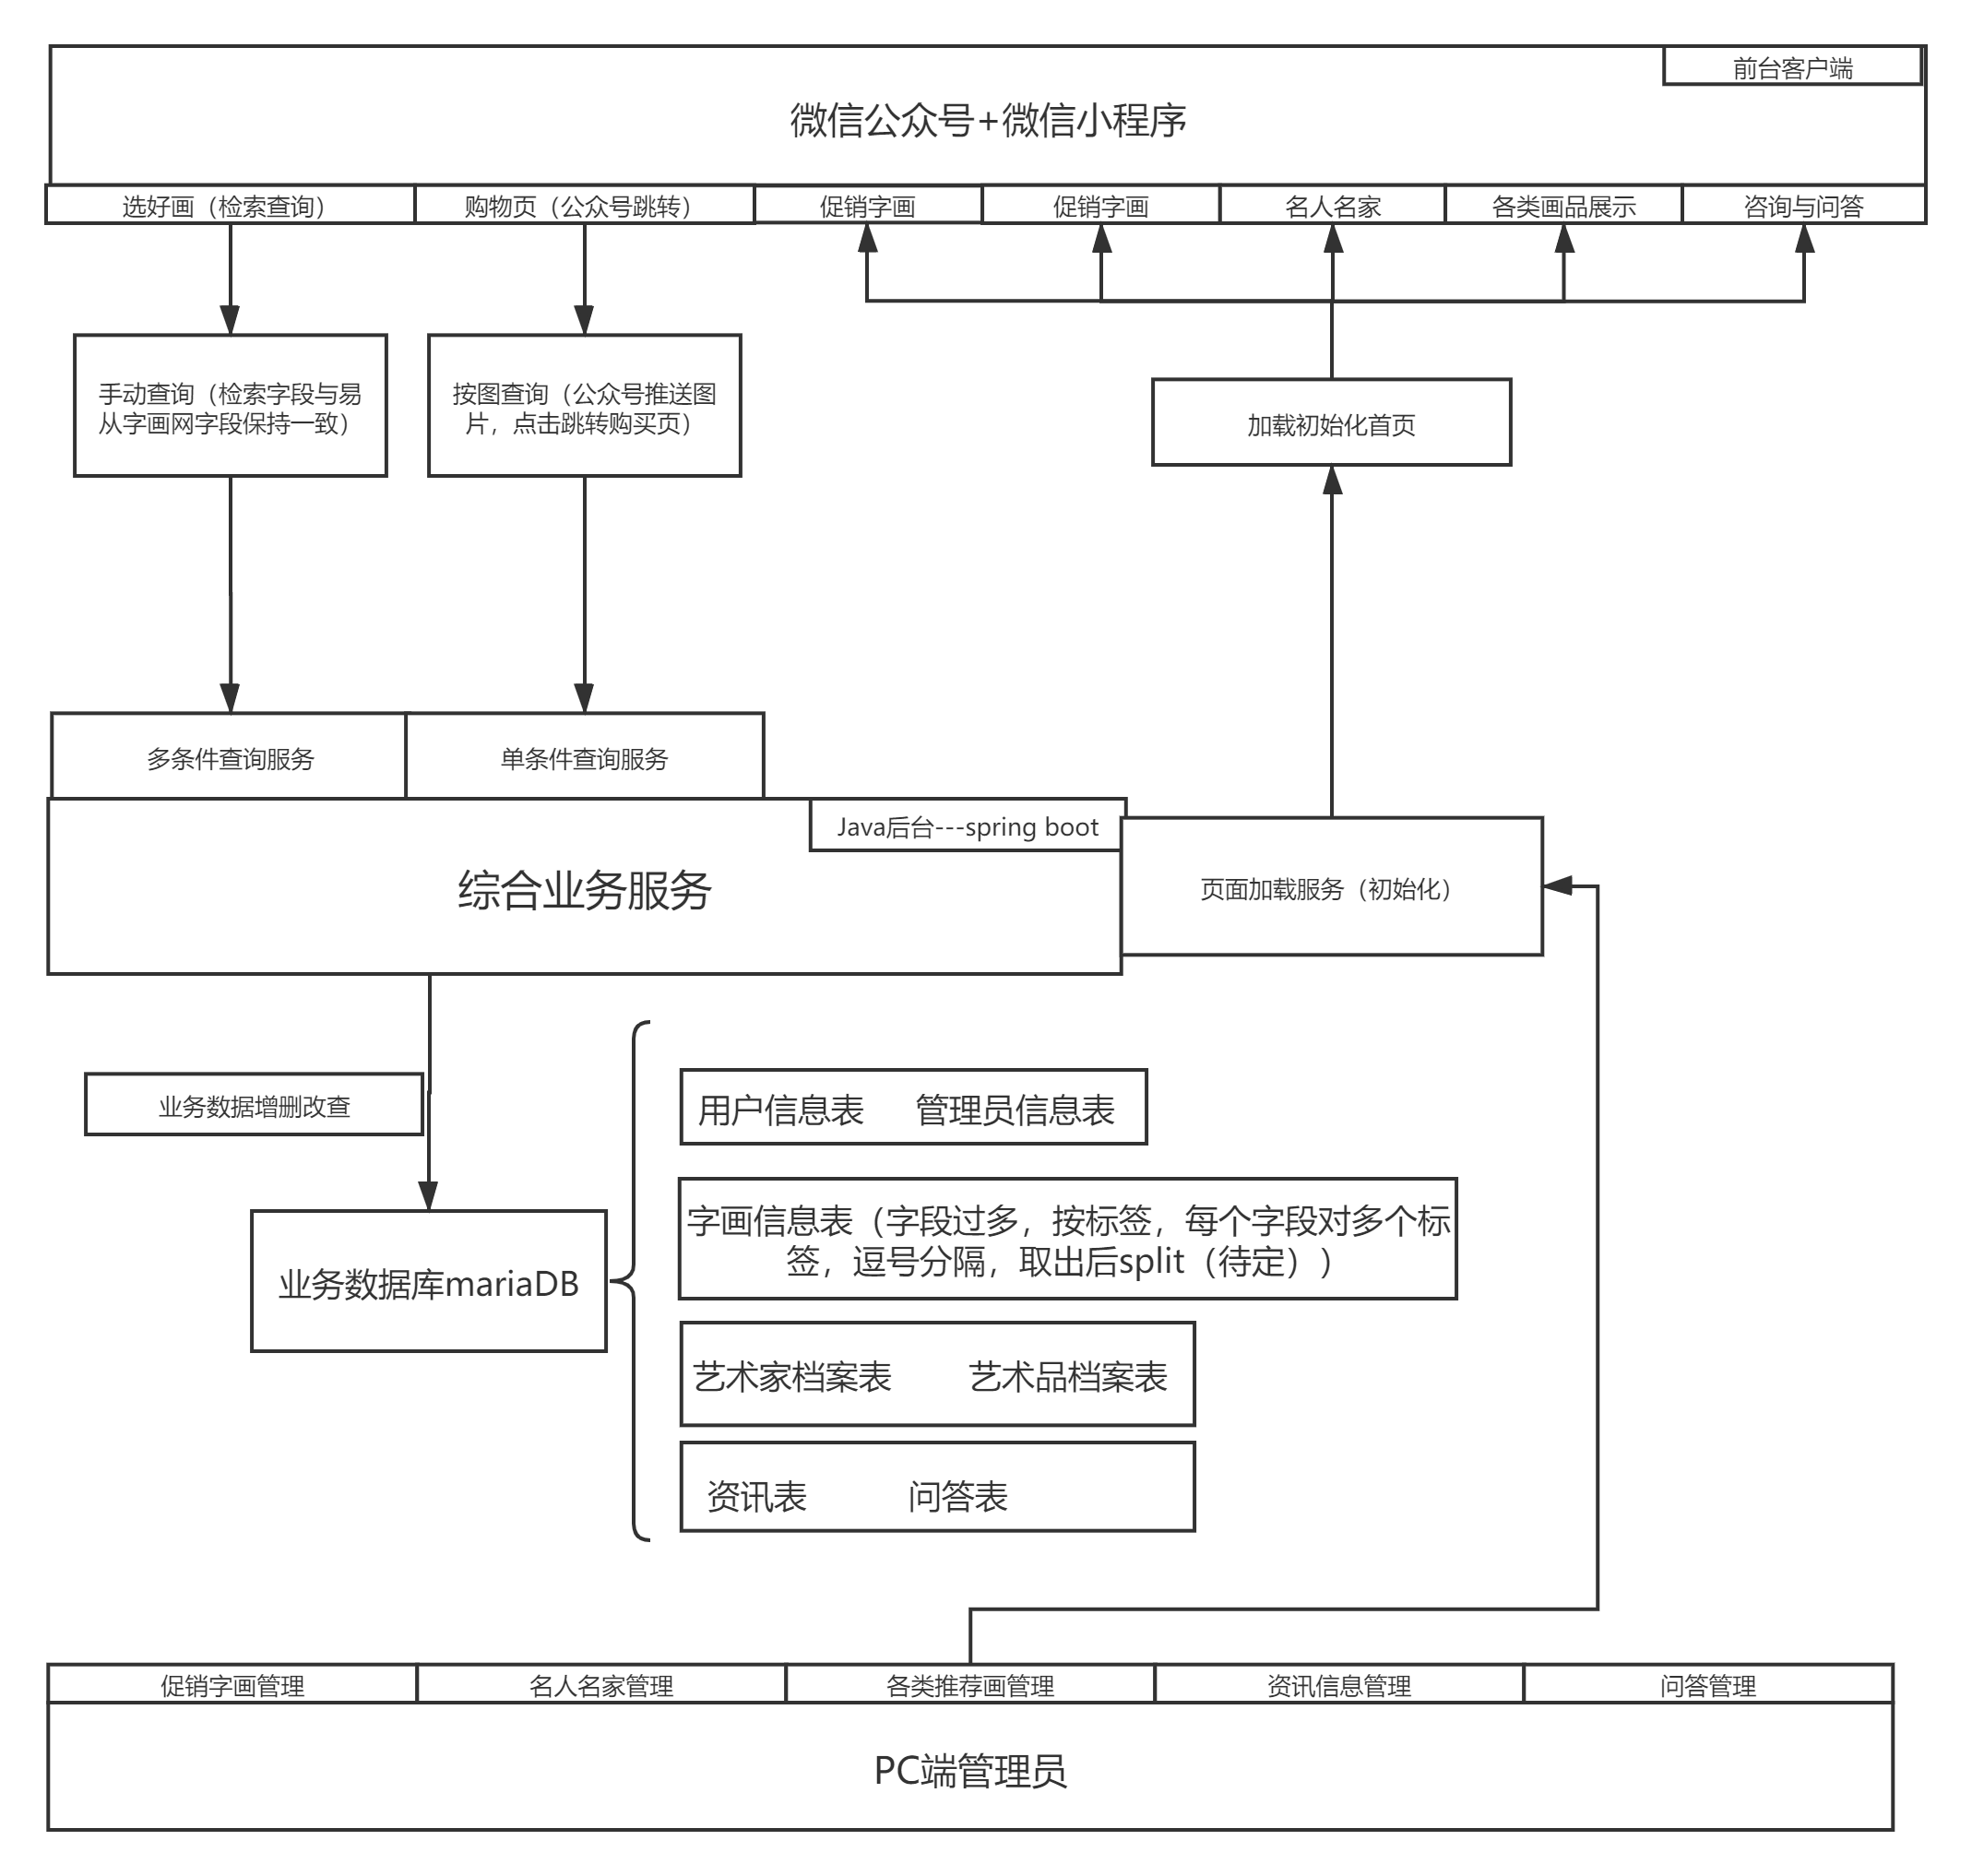 前台客户端
微信公众号+微信小程序
选好画（检索查询）
购物页（公众号跳转）
促销字画
促销字画
名人名家
各类画品展示
咨询与问答
手动查询（检索字段与易
从字画网字段保持一致）
按图查询（公众号推送图
片，点击跳转购买页）
加载初始化首页
多条件查询服务
单条件查询服务
Java后台---spring boot
综合业务服务
页面加载服务（初始化）
业务数据增删改查
用户信息表 管理员信息表
字画信息表（字段过多，按标签，每个字段对多个标
签，逗号分隔，取出后split（待定））
业务数据库mariaDB
艺术家档案表 艺术品档案表
资讯表 问答表
促销字画管理
名人名家管理
各类推荐画管理
资讯信息管理
问答管理
PC端管理员